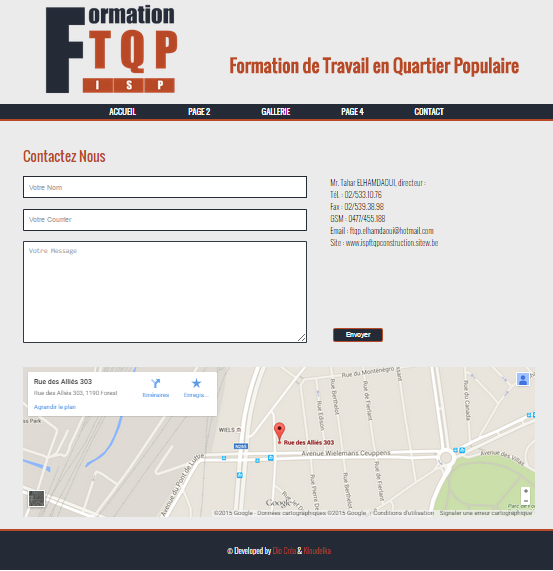 Formation
TQP
ISP
Formation de Travail en Quartier Populaire
ACCUEIL PAGE 2 GALLERIE PAGE 4 CONTACT
Contactez Nous
Votre Nom
Votre Courrier
Votre Message
Mr. Tahar ELHAMDAOUI, directeur :
Tél. : 02/533.10.76
Fax : 02/539.38.98
GSM : 0477/455.188
Email : ftqp.elhamdaoui@hotmail.com
Site : www.ispftqpconstruction.sitew.be
Envoyer
Rue des Alliés 303
Rue des Alliés 303, 1190 Forest
Agrandir le plan
Itinéraires
Enregis...
Rue du Monténégro
Rue Edison
Rue Berthelot
Rue de Fierlant
Rue du Canada
WIELS
N266
Rue des Alliés 303
Avenue Wielemans Ceuppens
Avenue du Pont de Luttre
Avenue des Villas
Rue Pierre De
Rue Berthelot
Rue de Fierlant
Google
©2015 Google - Données cartographiques ©2015 Google Conditions d'utilisation Signaler une erreur cartographique
© Developed by Dio Créa & Kloudelka